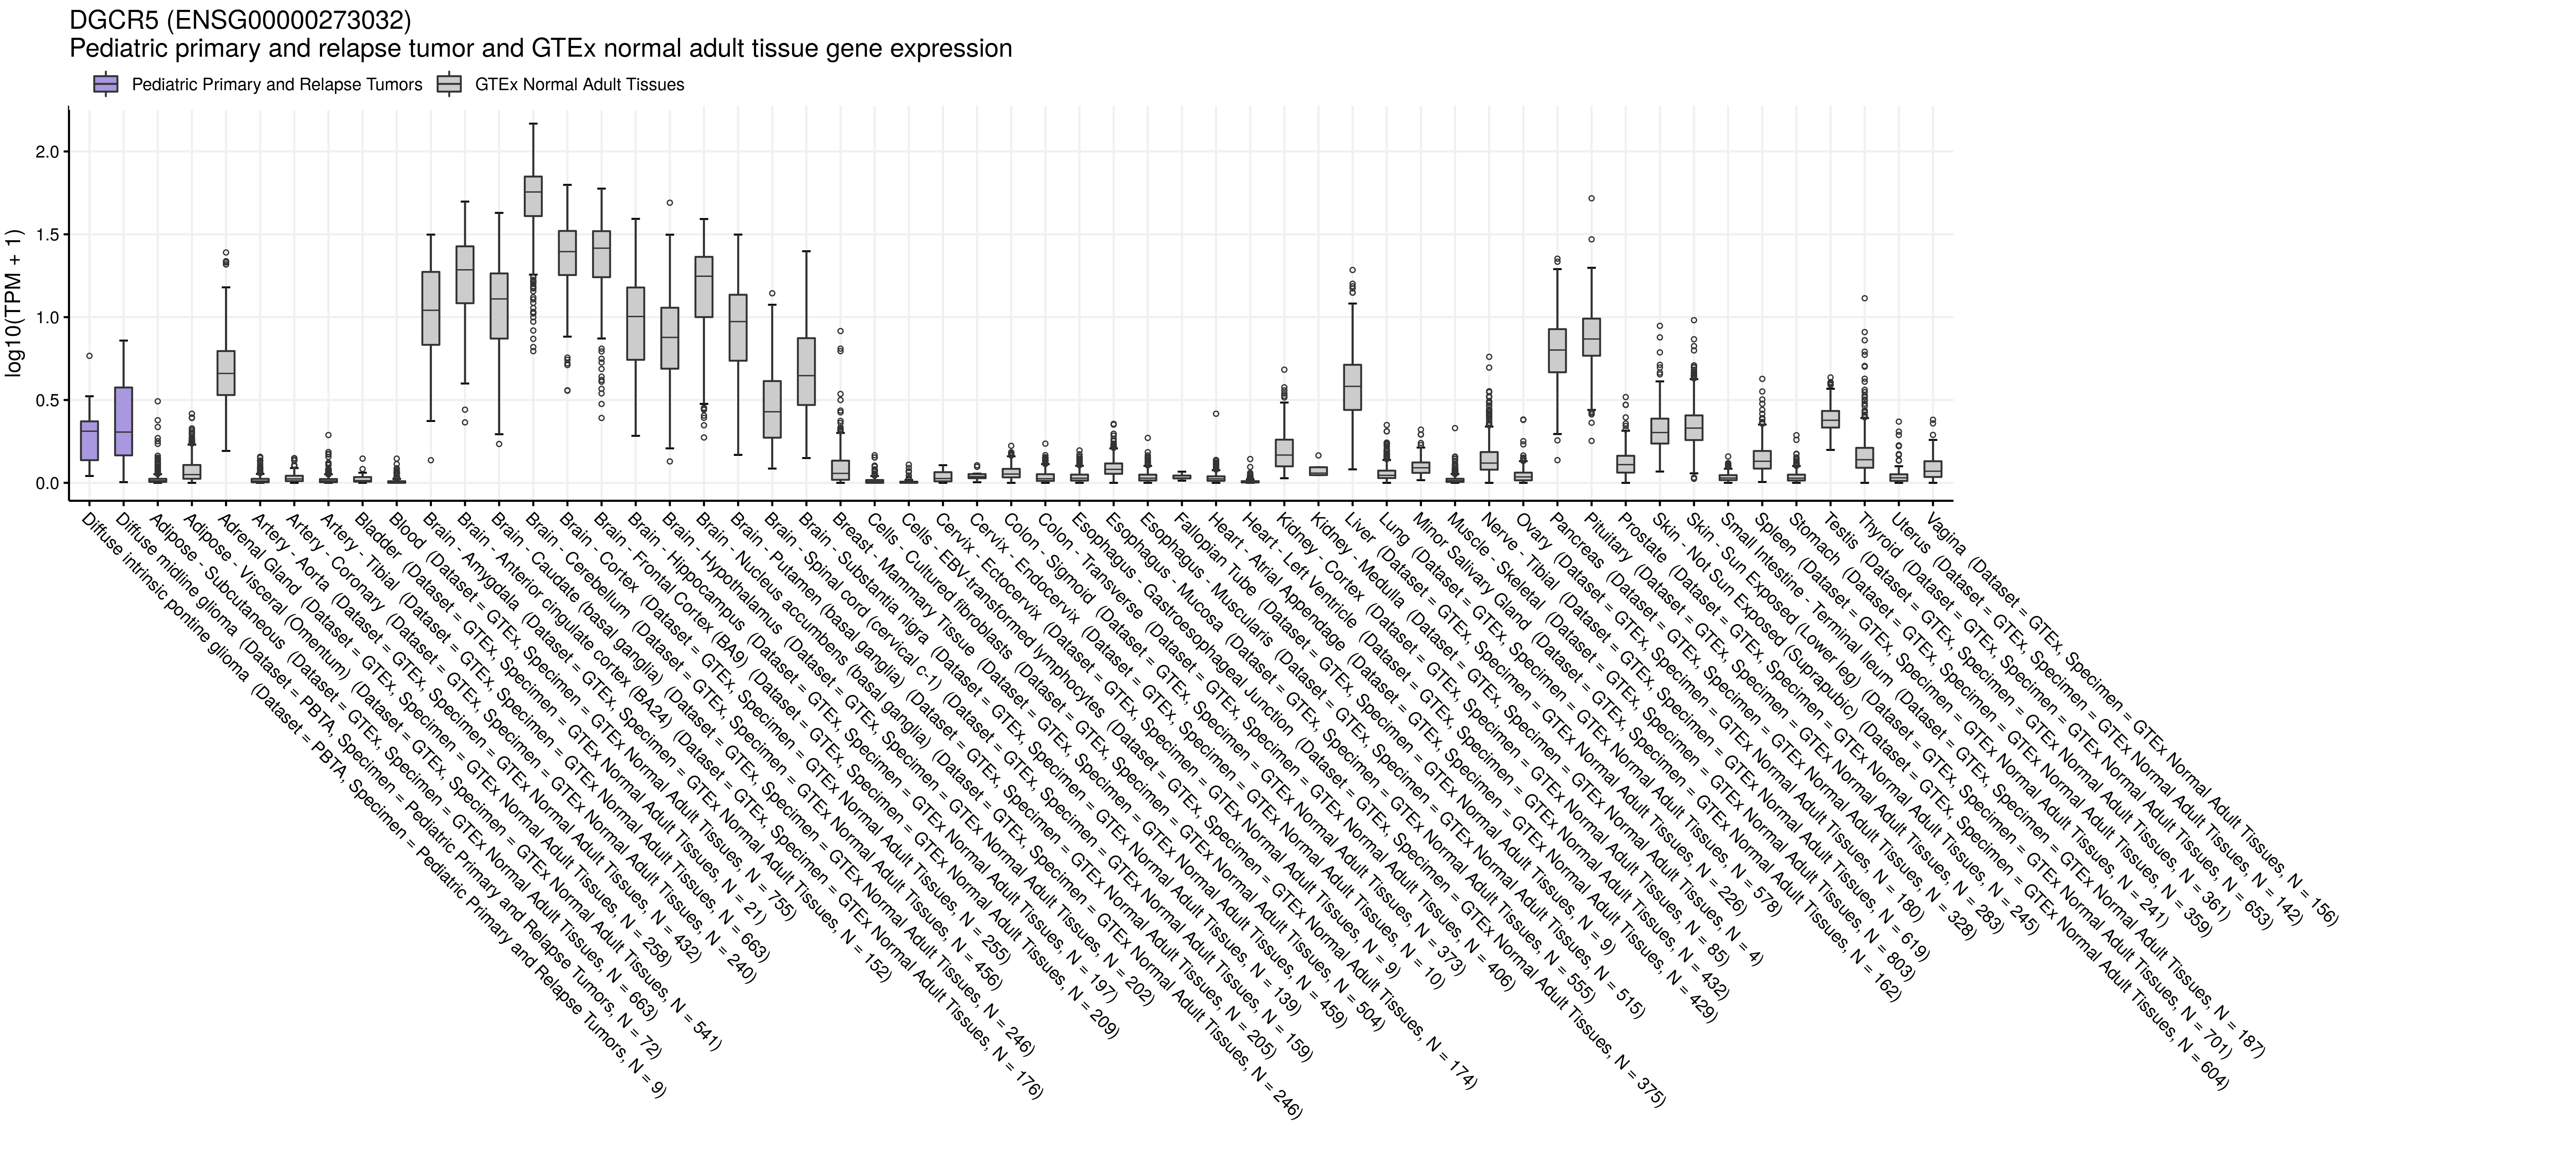 DGCR5 (ENSG00000273032)
Pediatric primary and relapse tumor and GTEx normal adult tissue gene expression
Pediatric Primary and Relapse Tumors
GTEx Normal Adult Tissues
log10(TPM + 1)
2.0
1.5
1.0
0.5
0.0
Diffuse intrinsic pontine glioma (Dataset = PBTA, Specimen = Pediatric Primary and Relapse Tumors, N = 9)
Diffuse midline glioma (Dataset = PBTA, Specimen = Pediatric Primary and Relapse Tumors, N = 72)
Adipose - Subcutaneous (Dataset = GTEx, Specimen = GTEx Normal Adult Tissues, N = 663)
Adipose - Visceral (Omentum) (Dataset = GTEx, Specimen = GTEx Normal Adult Tissues, N = 541)
Adrenal Gland (Dataset = GTEx, Specimen = GTEx Normal Adult Tissues, N = 258)
Artery - Aorta (Dataset = GTEx, Specimen = GTEx Normal Adult Tissues, N = 432)
Artery - Coronary (Dataset = GTEx, Specimen = GTEx Normal Adult Tissues, N = 240)
Artery - Tibial (Dataset = GTEx, Specimen = GTEx Normal Adult Tissues, N = 663)
Bladder (Dataset = GTEx, Specimen = GTEx Normal Adult Tissues, N = 21)
Blood (Dataset = GTEx, Specimen = GTEx Normal Adult Tissues, N = 755)
Brain - Amygdala (Dataset = GTEx, Specimen = GTEx Normal Adult Tissues, N = 152)
Brain - Anterior cingulate cortex (BA24) (Dataset = GTEx, Specimen = GTEx Normal Adult Tissues, N = 176)
Brain - Caudate (basal ganglia) (Dataset = GTEx, Specimen = GTEx Normal Adult Tissues, N = 246)
Brain - Cerebellum (Dataset = GTEx, Specimen = GTEx Normal Adult Tissues, N = 456)
Brain - Cortex (Dataset = GTEx, Specimen = GTEx Normal Adult Tissues, N = 255)
Brain - Frontal Cortex (BA9) (Dataset = GTEx, Specimen = GTEx Normal Adult Tissues, N = 209)
Brain - Hippocampus (Dataset = GTEx, Specimen = GTEx Normal Adult Tissues, N = 197)
Brain - Hypothalamus (Dataset = GTEx, Specimen = GTEx Normal Adult Tissues, N = 202)
Brain - Nucleus accumbens (basal ganglia) (Dataset = GTEx, Specimen = GTEx Normal Adult Tissues, N = 246)
Brain - Putamen (basal ganglia) (Dataset = GTEx, Specimen = GTEx Normal Adult Tissues, N = 205)
Brain - Spinal cord (cervical c-1) (Dataset = GTEx, Specimen = GTEx Normal Adult Tissues, N = 159)
Brain - Substantia nigra (Dataset = GTEx, Specimen = GTEx Normal Adult Tissues, N = 139)
Breast - Mammary Tissue (Dataset = GTEx, Specimen = GTEx Normal Adult Tissues, N = 459)
Cells - Cultured fibroblasts (Dataset = GTEx, Specimen = GTEx Normal Adult Tissues, N = 504)
Cells - EBV-transformed lymphocytes (Dataset = GTEx, Specimen = GTEx Normal Adult Tissues, N = 174)
Cervix - Ectocervix (Dataset = GTEx, Specimen = GTEx Normal Adult Tissues, N = 9)
Cervix - Endocervix (Dataset = GTEx, Specimen = GTEx Normal Adult Tissues, N = 10)
Colon - Sigmoid (Dataset = GTEx, Specimen = GTEx Normal Adult Tissues, N = 373)
Colon - Transverse (Dataset = GTEx, Specimen = GTEx Normal Adult Tissues, N = 406)
Esophagus - Gastroesophageal Junction (Dataset = GTEx, Specimen = GTEx Normal Adult Tissues, N = 375)
Esophagus - Mucosa (Dataset = GTEx, Specimen = GTEx Normal Adult Tissues, N = 555)
Esophagus - Muscularis (Dataset = GTEx, Specimen = GTEx Normal Adult Tissues, N = 515)
Fallopian Tube (Dataset = GTEx, Specimen = GTEx Normal Adult Tissues, N = 9)
Heart - Atrial Appendage (Dataset = GTEx, Specimen = GTEx Normal Adult Tissues, N = 429)
Heart - Left Ventricle (Dataset = GTEx, Specimen = GTEx Normal Adult Tissues, N = 432)
Kidney - Cortex (Dataset = GTEx, Specimen = GTEx Normal Adult Tissues, N = 85)
Kidney - Medulla (Dataset = GTEx, Specimen = GTEx Normal Adult Tissues, N = 4)
Liver (Dataset = GTEx, Specimen = GTEx Normal Adult Tissues, N = 226)
Lung (Dataset = GTEx, Specimen = GTEx Normal Adult Tissues, N = 578)
Minor Salivary Gland (Dataset = GTEx, Specimen = GTEx Normal Adult Tissues, N = 162)
Muscle - Skeletal (Dataset = GTEx, Specimen = GTEx Normal Adult Tissues, N = 803)
Nerve - Tibial (Dataset = GTEx, Specimen = GTEx Normal Adult Tissues, N = 619)
Ovary (Dataset = GTEx, Specimen = GTEx Normal Adult Tissues, N = 180)
Pancreas (Dataset = GTEx, Specimen = GTEx Normal Adult Tissues, N = 328)
Pituitary (Dataset = GTEx, Specimen = GTEx Normal Adult Tissues, N = 283)
Prostate (Dataset = GTEx, Specimen = GTEx Normal Adult Tissues, N = 245)
Skin - Not Sun Exposed (Suprapubic) (Dataset = GTEx, Specimen = GTEx Normal Adult Tissues, N = 604)
Skin - Sun Exposed (Lower leg) (Dataset = GTEx, Specimen = GTEx Normal Adult Tissues, N = 701)
Small Intestine - Terminal Ileum (Dataset = GTEx, Specimen = GTEx Normal Adult Tissues, N = 187)
Spleen (Dataset = GTEx, Specimen = GTEx Normal Adult Tissues, N = 241)
Stomach (Dataset = GTEx, Specimen = GTEx Normal Adult Tissues, N = 359)
Testis (Dataset = GTEx, Specimen = GTEx Normal Adult Tissues, N = 361)
Thyroid (Dataset = GTEx, Specimen = GTEx Normal Adult Tissues, N = 653)
Uterus (Dataset = GTEx, Specimen = GTEx Normal Adult Tissues, N = 142)
Vagina (Dataset = GTEx, Specimen = GTEx Normal Adult Tissues, N = 156)